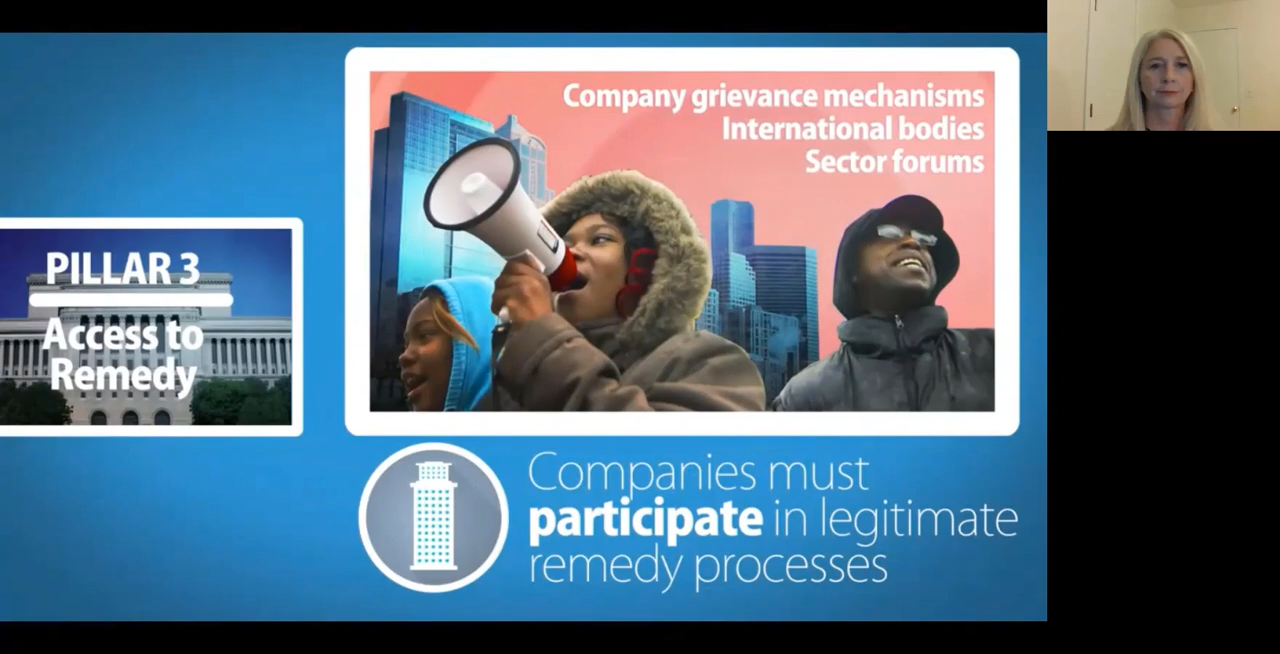 PILLAR 3
Access to
Remedy
Company grievance mechanisms
International bodies
Sector forums
Companies must
participate in legitimate
remedy processes